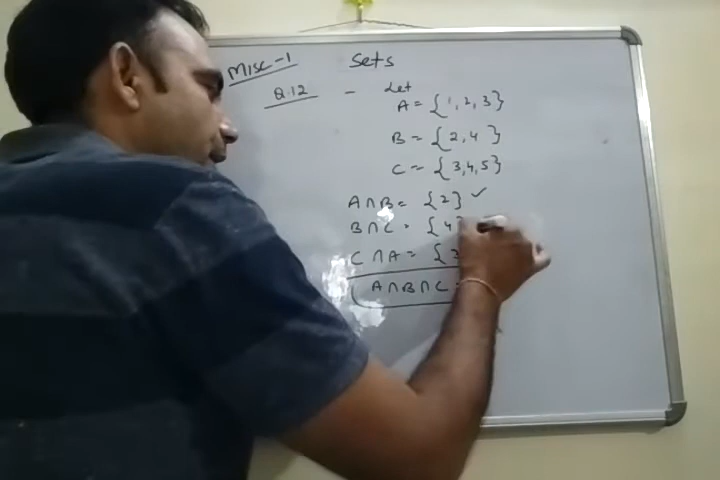 Misc-1 Sets
Q.12 - Let
A = {1, 2, 3}
B = {2, 4 }
C = {3, 4, 5}
A∩B = {2} ✓
B∩C = {4}
C∩A = {3
A∩B∩C =